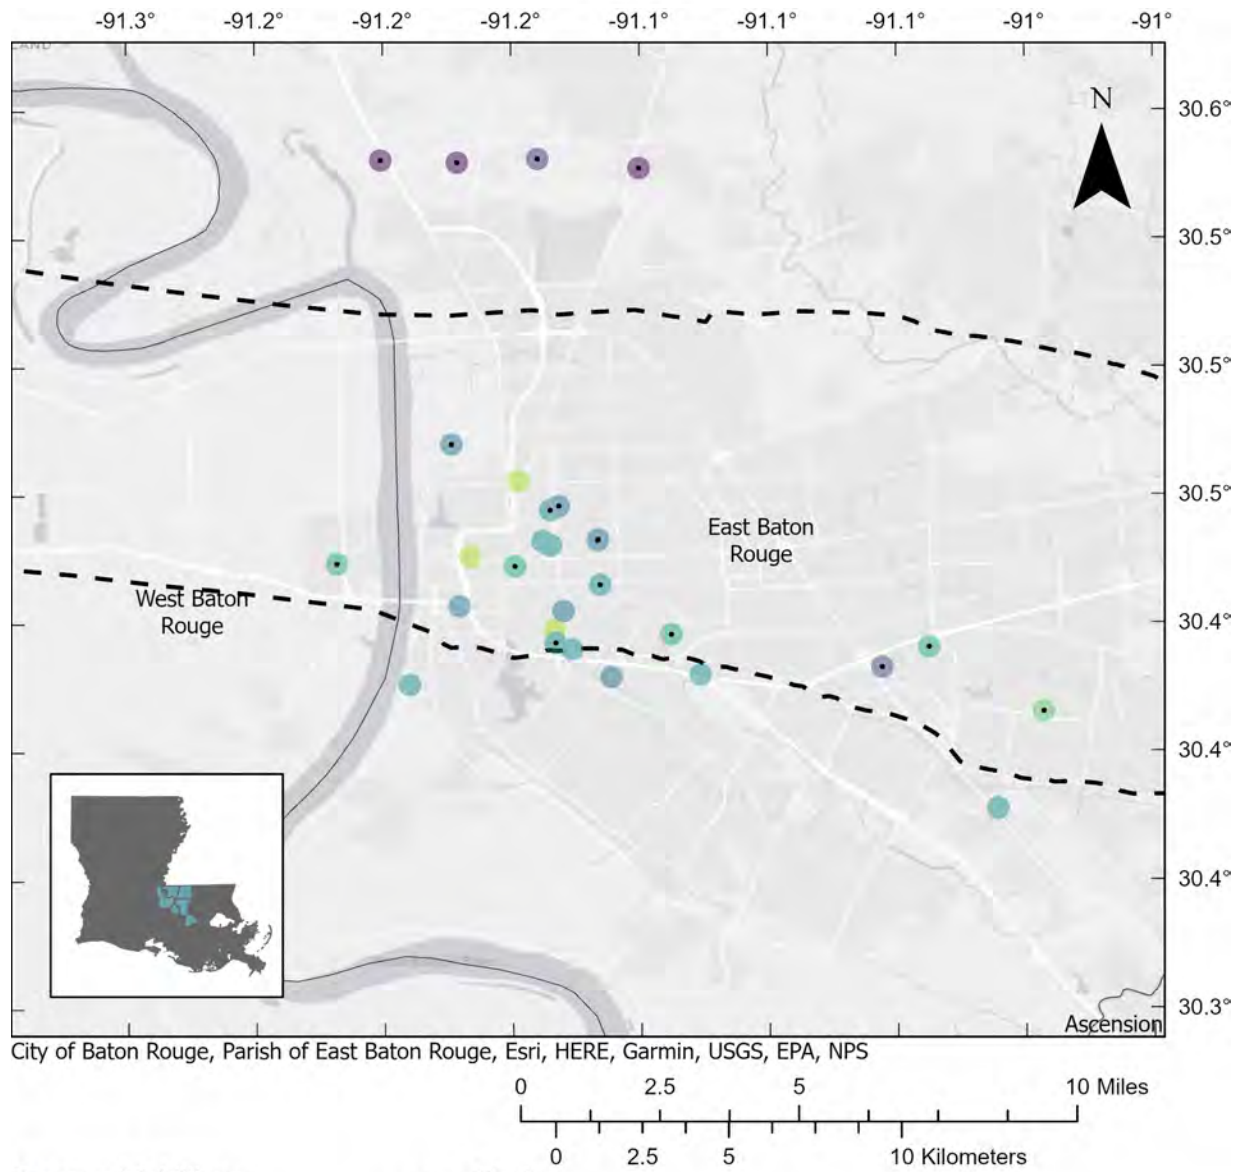 -91.3° -91.2° -91.2° -91.2° -91.1° -91.1° -91.1° -91° -91°
LAND
N
30.6°
30.5°
30.5°
30.5°
East Baton
Rouge
West Baton
Rouge
30.4°
30.4°
30.4°
30.3°
Ascension
City of Baton Rouge, Parish of East Baton Rouge, Esri, HERE, Garmin, USGS, EPA, NPS
0 2.5 5 10 Miles
0 2.5 5 10 Kilometers